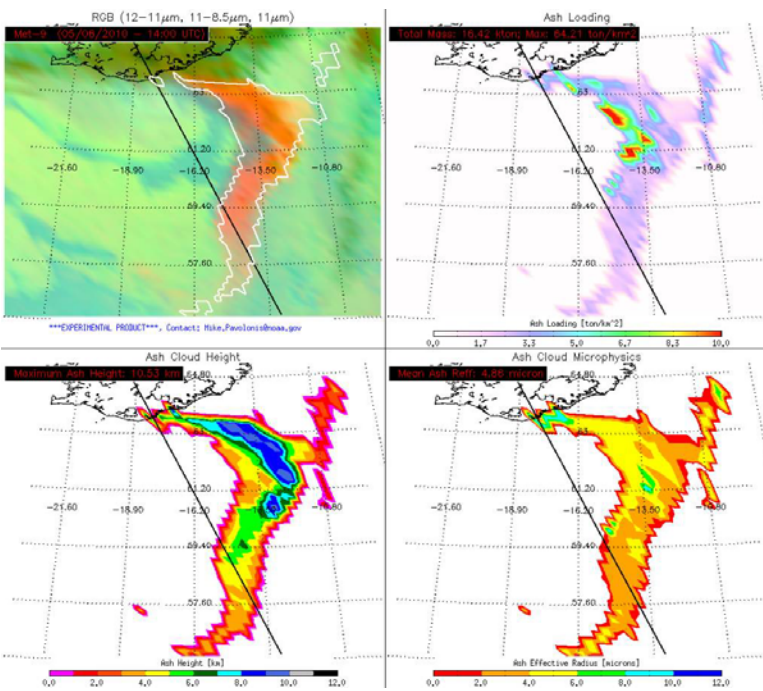 RGB (12-11μm, 11-8.5μm, 11μm)
Met-9 (05/06/2010 - 14:00 UTC)
63
61.20
-21.60 -18.90 -16.20 -13.50 -10.80
59.40
57.60
***EXPERIMENTAL PRODUCT***, Contact: Mike.Pavolonis@noaa.gov
Ash Loading
Total Mass: 16.42 kton; Max: 64.21 ton/km2
63
61.20
-21.60 -18.90 -16.20 -13.50 -10.80
59.40
57.60
Ash Loading [ton/km^2]
0.0 1.7 3.3 5.0 6.7 8.3 10.0
Ash Cloud Height
Maximum Ash Height: 10.53 km
64.80
63
61.20
-21.60 -18.90 -16.20 -13.50 -10.80
59.40
57.60
Ash Height [km]
0.0 2.0 4.0 6.0 8.0 10.0 12.0
Ash Cloud Microphysics
Mean Ash Reff: 4.86 micron
64.80
63
61.20
-21.60 -18.90 -16.20 -13.50 -10.80
59.40
57.60
Ash Effective Radius [microns]
0.0 2.0 4.0 6.0 8.0 10.0 12.0